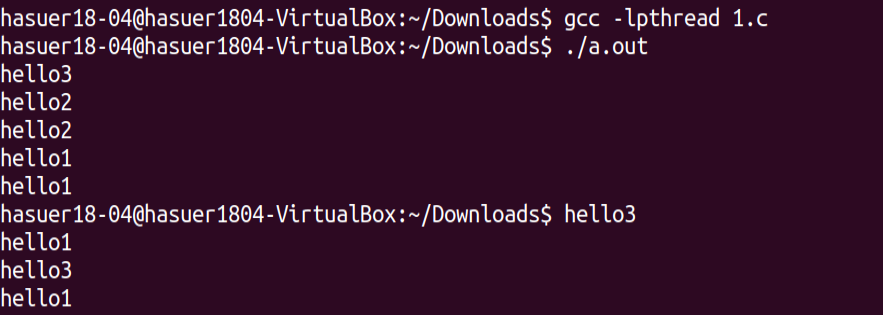 hasuer18-04@hasuer1804-VirtualBox:~/Downloads$ gcc -lpthread 1.c
hasuer18-04@hasuer1804-VirtualBox:~/Downloads$ ./a.out
hello3
hello2
hello2
hello1
hello1
hasuer18-04@hasuer1804-VirtualBox:~/Downloads$ hello3
hello1
hello3
hello1